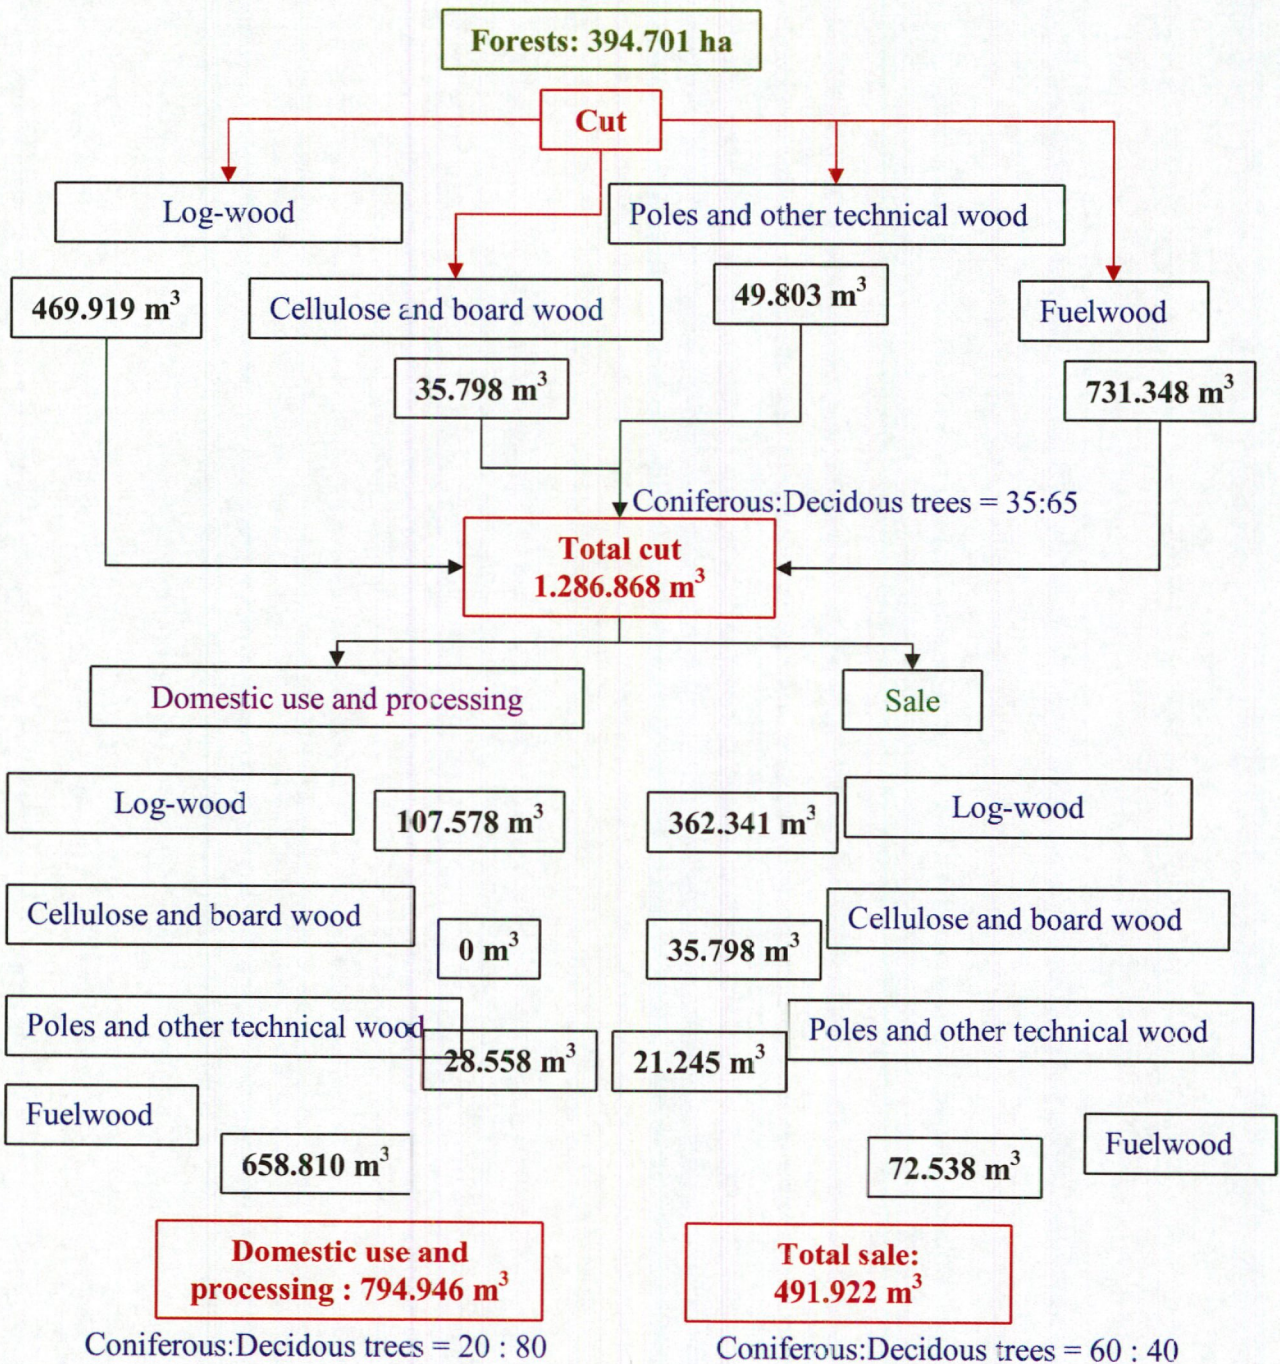 Forests: 394.701 ha
Cut
Log-wood
Poles and other technical wood
469.919 m³
Cellulose and board wood
49.803 m³
Fuelwood
35.798 m³
731.348 m³
Coniferous:Decidous trees = 35:65
Total cut
1.286.868 m³
Domestic use and processing
Sale
Log-wood
107.578 m³
362.341 m³
Log-wood
Cellulose and board wood
0 m³
35.798 m³
Cellulose and board wood
Poles and other technical wood
28.558 m³
21.245 m³
Poles and other technical wood
Fuelwood
658.810 m³
72.538 m³
Fuelwood
Domestic use and
processing : 794.946 m³
Total sale:
491.922 m³
Coniferous:Decidous trees = 20 : 80
Coniferous:Decidous trees = 60 : 40